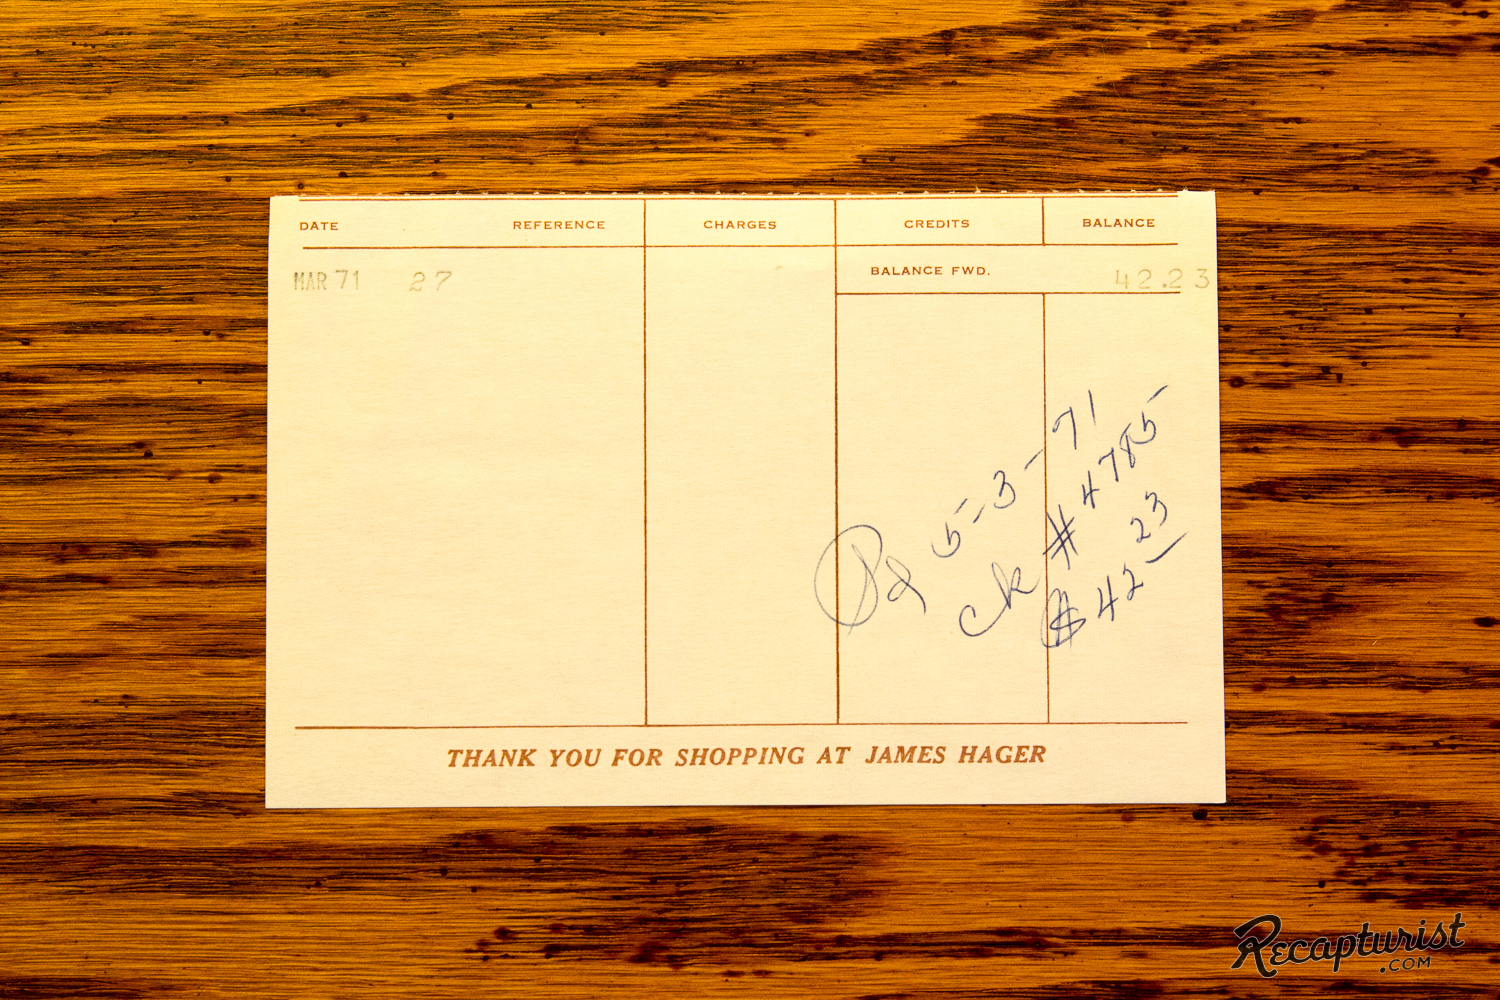 DATE REFERENCE CHARGES CREDITS BALANCE
MAR 71 27 BALANCE FWD. 42.23
Pd 5-3-71
Ck # 4785
$42 23
THANK YOU FOR SHOPPING AT JAMES HAGER
Recapturist
.COM